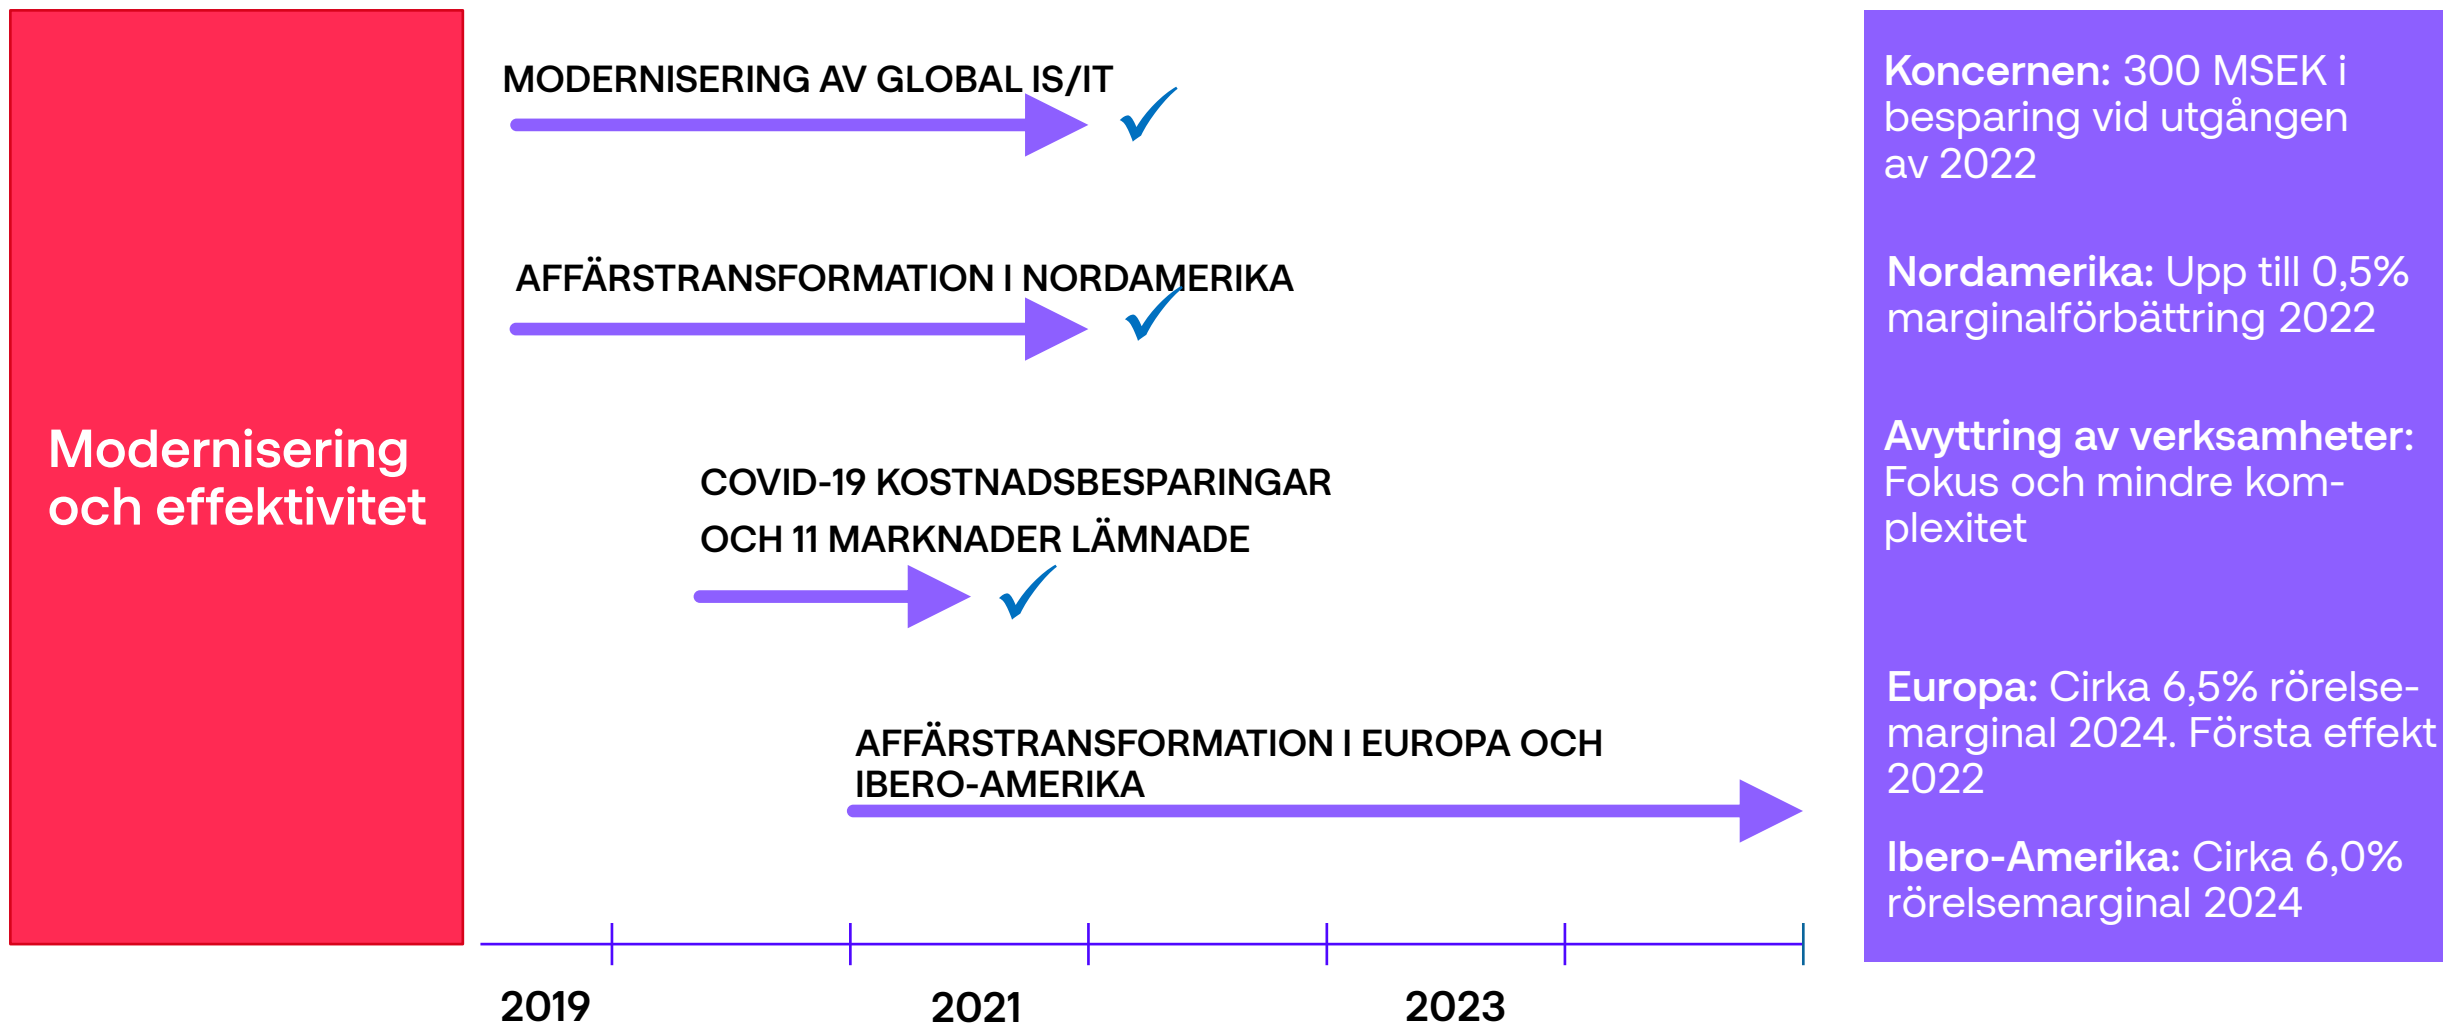 Modernisering
och effektivitet
MODERNISERING AV GLOBAL IS/IT
AFFÄRSTRANSFORMATION I NORDAMERIKA
COVID-19 KOSTNADSBESPARINGAR
OCH 11 MARKNADER LÄMNADE
AFFÄRSTRANSFORMATION I EUROPA OCH
IBERO-AMERIKA
2019
2021
2023
Koncernen: 300 MSEK i
besparing vid utgången
av 2022
Nordamerika: Upp till 0,5%
marginalförbättring 2022
Avyttring av verksamheter:
Fokus och mindre kom-
plexitet
Europa: Cirka 6,5% rörelse-
marginal 2024. Första effekt
2022
Ibero-Amerika: Cirka 6,0%
rörelsemarginal 2024